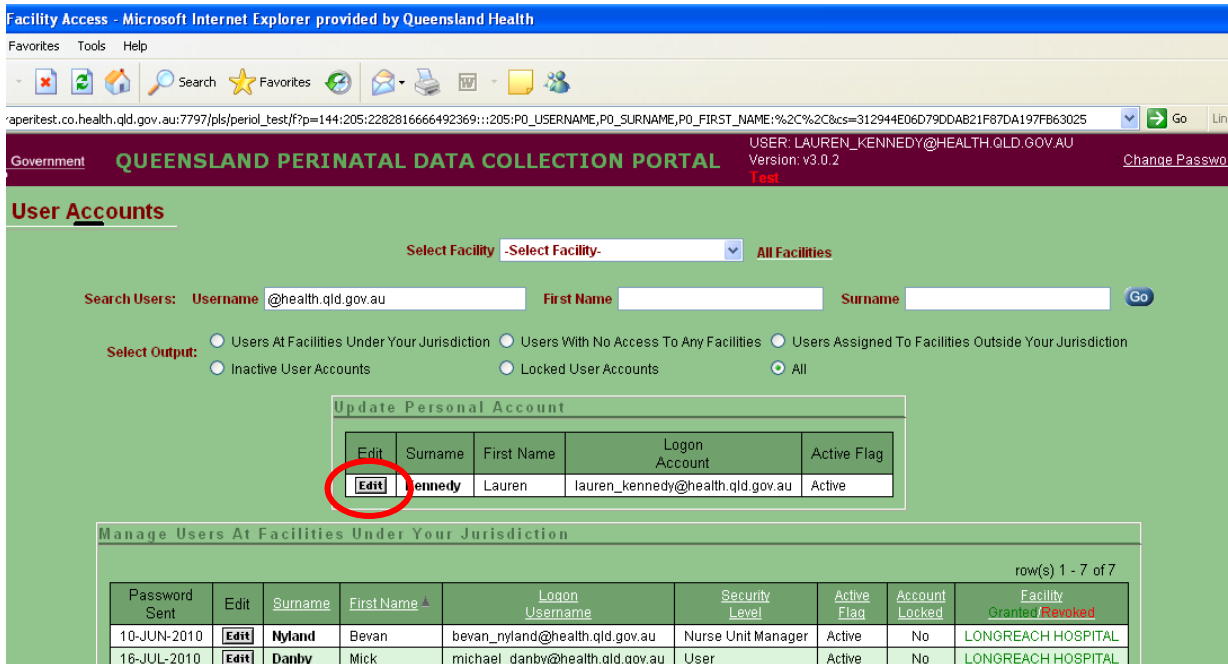 Facility Access - Microsoft Internet Explorer provided by Queensland Health
Favorites Tools Help
Search Favorites
raperitest.co.health.qld.gov.au:7797/pls/periol_test/f?p=144:205:2282816666492369:::205:P0_USERNAME,P0_SURNAME,P0_FIRST_NAME:%2C%2C&cs=312944E06D79DDAB21F87DA197FB63025 Go Lin
Government QUEENSLAND PERINATAL DATA COLLECTION PORTAL
USER: LAUREN_KENNEDY@HEALTH.QLD.GOV.AU
Version: v3.0.2
Test
Change Passwo
User Accounts
Select Facility -Select Facility- All Facilities
Search Users: Username @health.qld.gov.au First Name Surname Go
Select Output: Users At Facilities Under Your Jurisdiction Users With No Access To Any Facilities Users Assigned To Facilities Outside Your Jurisdiction
Inactive User Accounts Locked User Accounts All
Update Personal Account
Edit Surname First Name Logon Account Active Flag
Edit Kennedy Lauren lauren_kennedy@health.qld.gov.au Active
Manage Users At Facilities Under Your Jurisdiction
row(s) 1 - 7 of 7
Password Sent Edit Surname First Name Logon Username Security Level Active Flag Account Locked Facility Granted/Revoked
10-JUN-2010 Edit Nyland Bevan bevan_nyland@health.qld.gov.au Nurse Unit Manager Active No LONGREACH HOSPITAL
16-JUL-2010 Edit Danby Mick michael_danby@health.qld.gov.au User Active No LONGREACH HOSPITAL